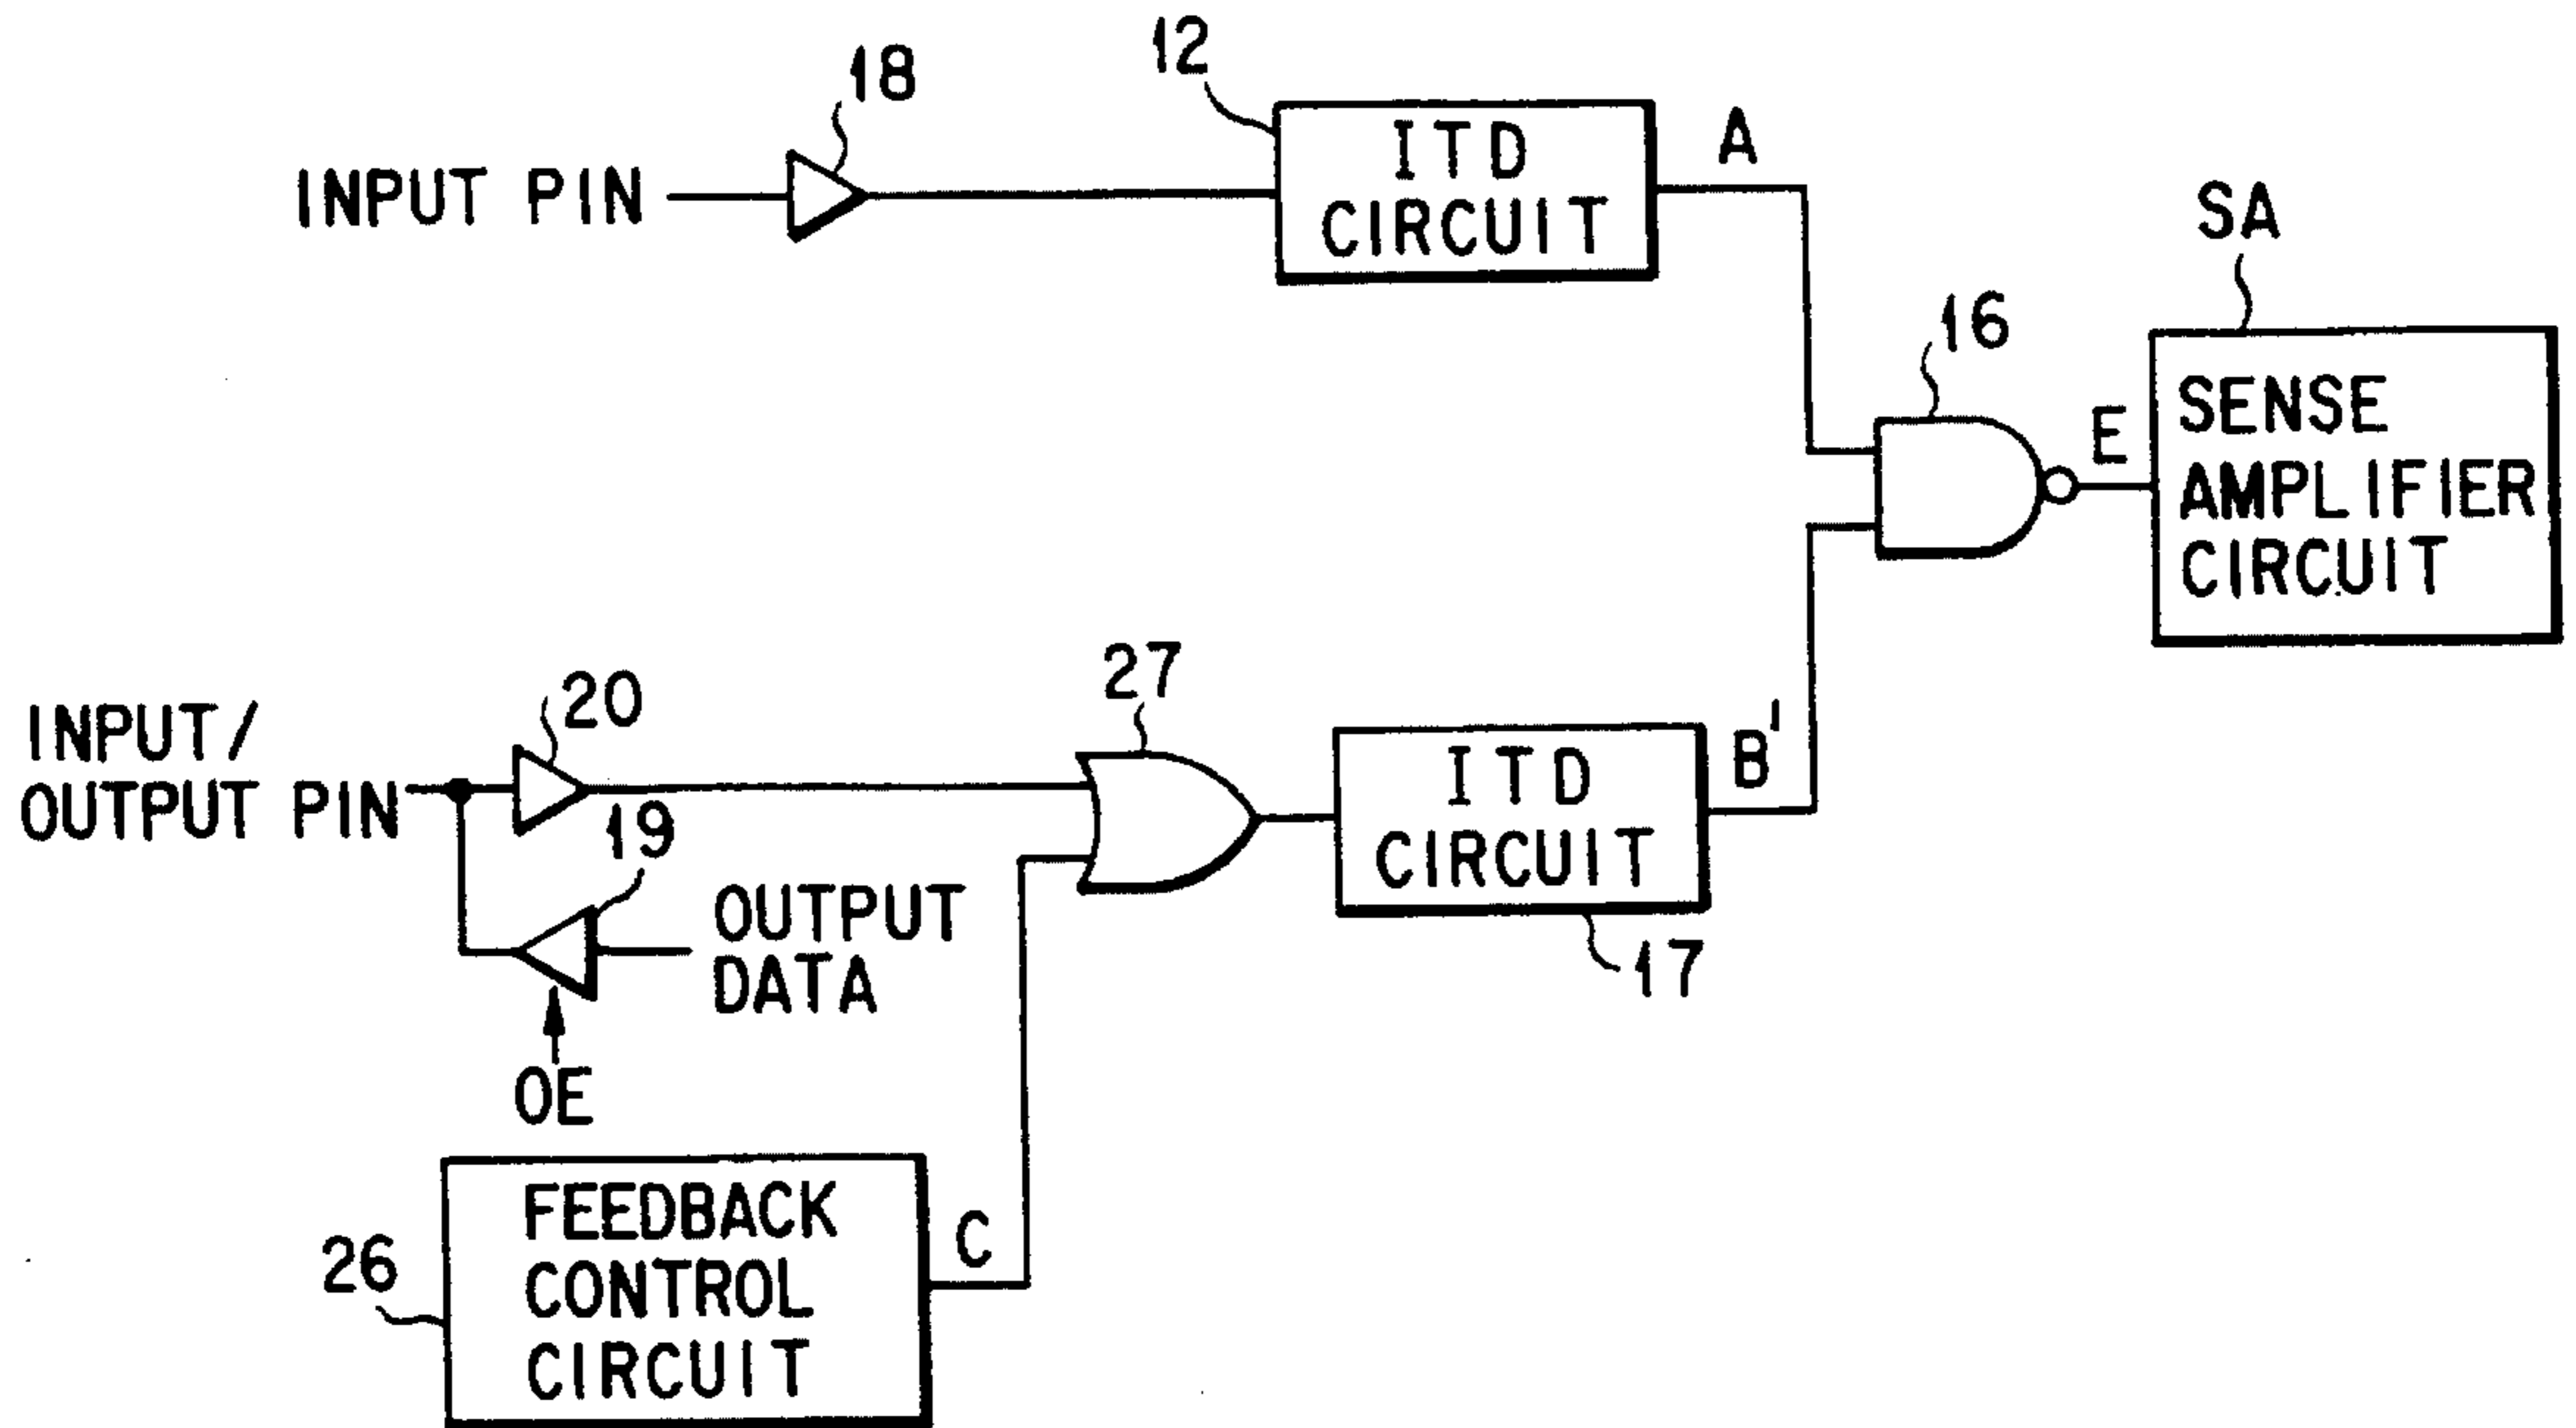 12
18
ITD
CIRCUIT
A
INPUT PIN
SA
16
SENSE
AMPLIFIER
CIRCUIT
E
27
20
INPUT/
OUTPUT PIN
19
ITD
CIRCUIT
B'
OUTPUT
DATA
17
OE
FEEDBACK
CONTROL
CIRCUIT
C
26